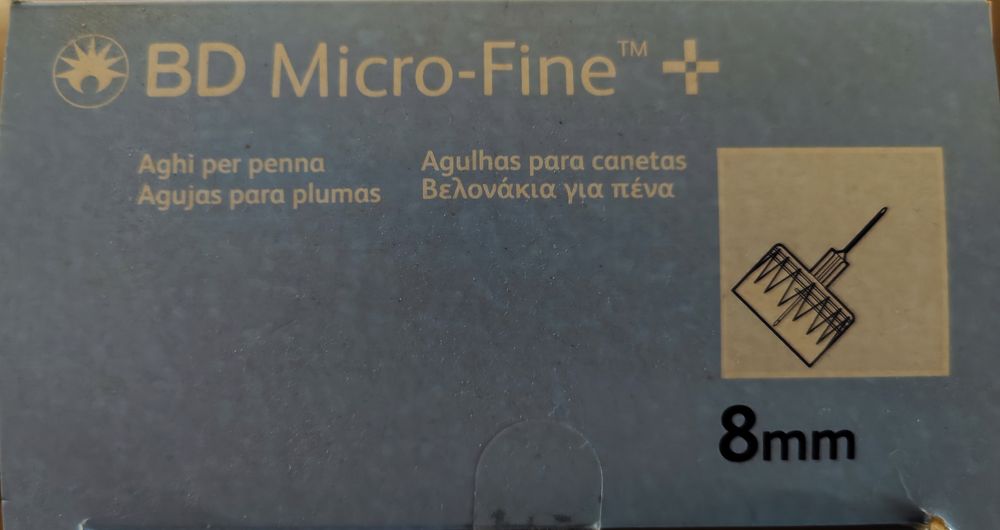 BD Micro-Fine™ +
Aghi per penna
Agujas para plumas
Agulhas para canetas
Βελονάκια για πένα
8mm